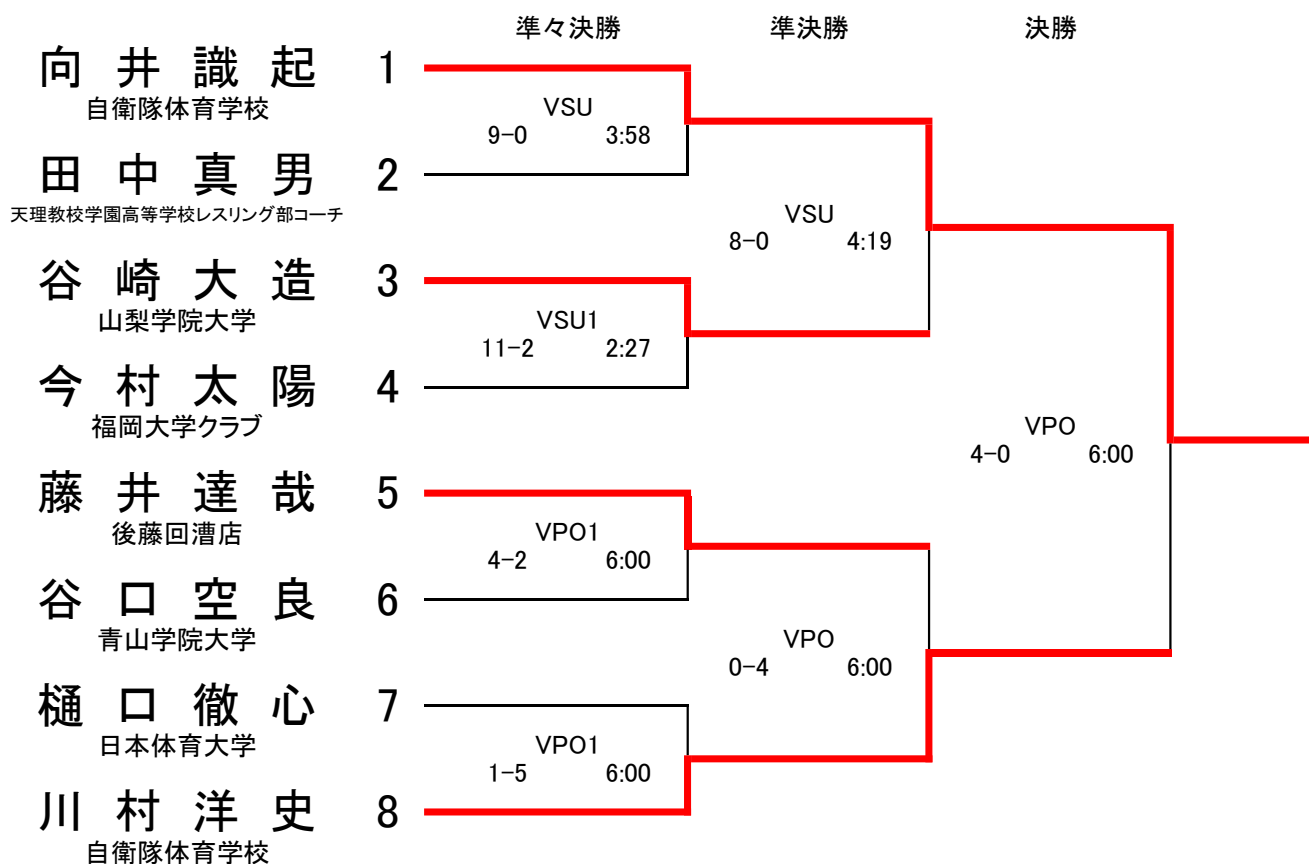 準々決勝 準決勝 決勝
向井識起 1
自衛隊体育学校
VSU
9-0 3:58
田中真男 2
天理教校学園高等学校レスリング部コーチ
VSU
8-0 4:19
谷崎大造 3
山梨学院大学
VSU1
11-2 2:27
今村太陽 4
福岡大学クラブ
VPO
4-0 6:00
藤井達哉 5
後藤回漕店
VPO1
4-2 6:00
谷口空良 6
青山学院大学
VPO
0-4 6:00
樋口徹心 7
日本体育大学
VPO1
1-5 6:00
川村洋史 8
自衛隊体育学校